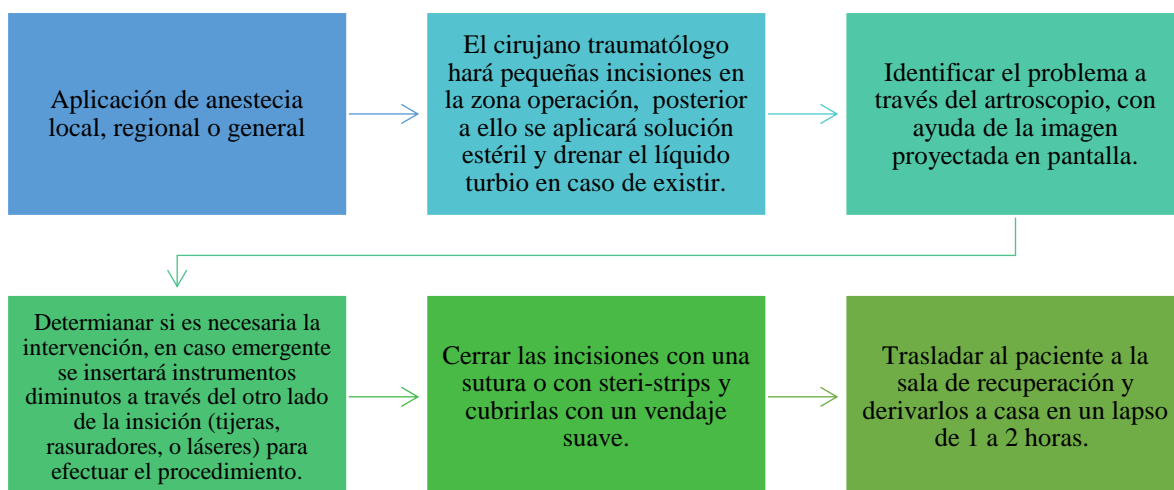 Aplicación de anestecia
local, regional o general
El cirujano traumatólogo
hará pequeñas incisiones en
la zona operación, posterior
a ello se aplicará solución
estéril y drenar el líquido
turbio en caso de existir.
Identificar el problema a
través del artroscopio, con
ayuda de la imagen
proyectada en pantalla.
Determianar si es necesaria la
intervención, en caso emergente
se insertará instrumentos
diminutos a través del otro lado
de la insición (tijeras,
rasuradores, o láseres) para
efectuar el procedimiento.
Cerrar las incisiones con una
sutura o con steri-strips y
cubrirlas con un vendaje
suave.
Trasladar al paciente a la
sala de recuperación y
derivarlos a casa en un lapso
de 1 a 2 horas.